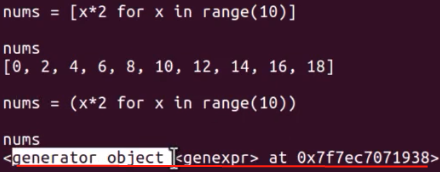 nums = [x*2 for x in range(10)]
nums
[0, 2, 4, 6, 8, 10, 12, 14, 16, 18]
nums = (x*2 for x in range(10))
nums
<generator object <genexpr> at 0x7f7ec7071938>